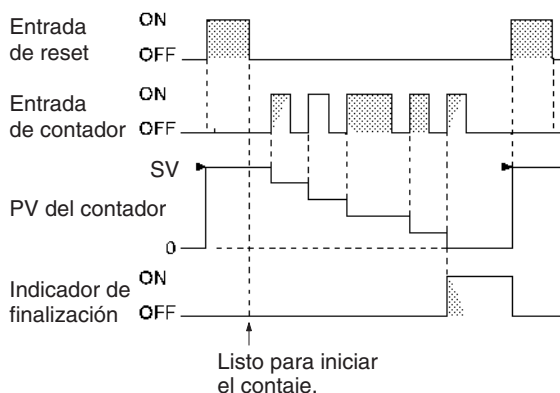 Entrada
de reset
ON
OFF
Entrada
de contador
ON
OFF
SV
PV del contador
0
Indicador de
finalización
ON
OFF
Listo para iniciar
el contaje.